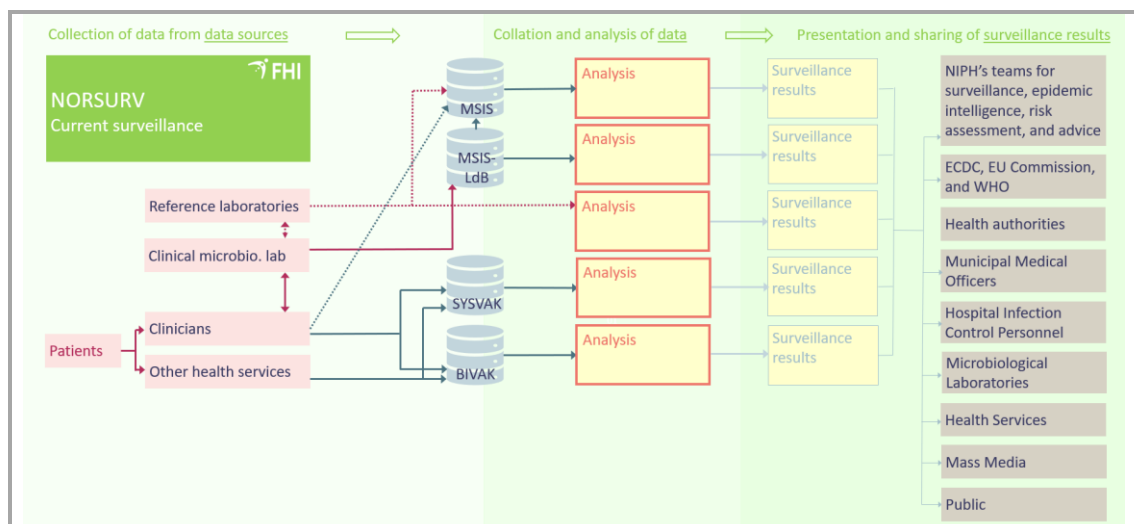 Collection of data from data sources
Collation and analysis of data
Presentation and sharing of surveillance results
FHI
NORSURV
Current surveillance
Reference laboratories
Clinical microbio. lab
Clinicians
Patients
Other health services
MSIS
MSIS-
LdB
SYSVAK
BIVAK
Analysis
Analysis
Analysis
Analysis
Analysis
Surveillance
results
Surveillance
results
Surveillance
results
Surveillance
results
Surveillance
results
NIPH's teams for
surveillance, epidemic
intelligence, risk
assessment, and advice
ECDC, EU Commission,
and WHO
Health authorities
Municipal Medical
Officers
Hospital Infection
Control Personnel
Microbiological
Laboratories
Health Services
Mass Media
Public